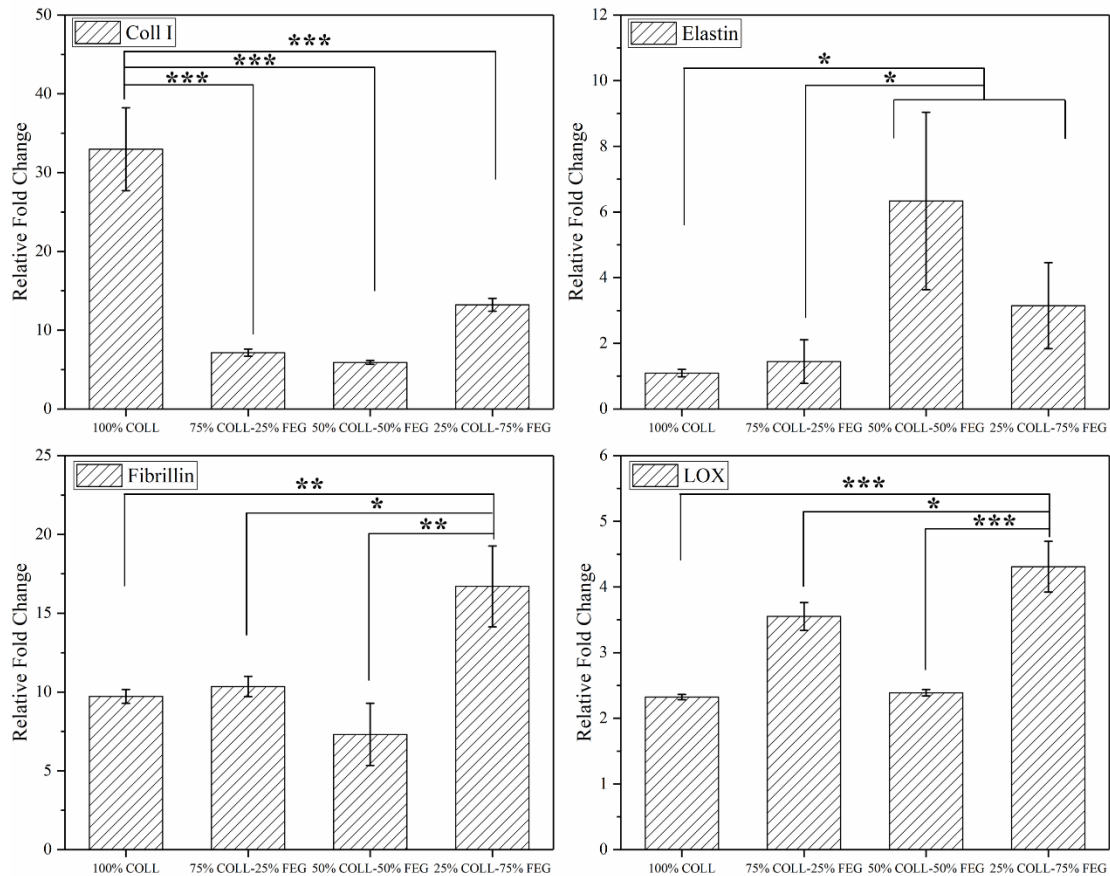 Coll I
Relative Fold Change
50
40
30
20
10
0
***
***
***
100% COLL
75% COLL-25% FEG
50% COLL-50% FEG
25% COLL-75% FEG
Elastin
Relative Fold Change
12
10
8
6
4
2
0
*
*
100% COLL
75% COLL-25% FEG
50% COLL-50% FEG
25% COLL-75% FEG
Fibrillin
Relative Fold Change
25
20
15
10
5
0
**
*
**
100% COLL
75% COLL-25% FEG
50% COLL-50% FEG
25% COLL-75% FEG
LOX
Relative Fold Change
6
5
4
3
2
1
0
***
*
***
100% COLL
75% COLL-25% FEG
50% COLL-50% FEG
25% COLL-75% FEG